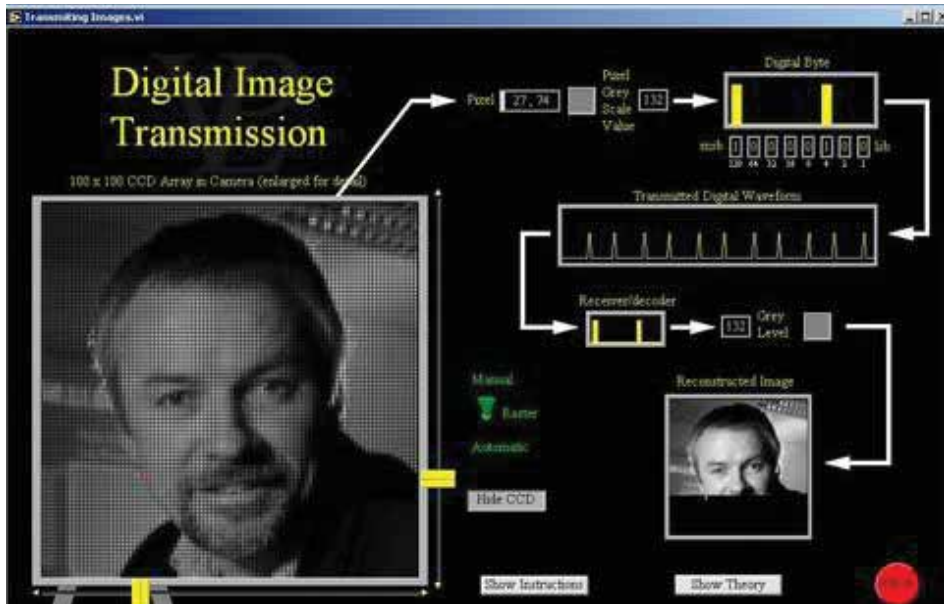 Transmiting Images.vi
Digital Image
Transmission
100 x 100 CCD Array in Camera (enlarged for detail)
Pixel 27,74
Pixel
Grey
Scale
Value
132
Digital Byte
msb 1 0 0 0 0 1 0 0 lsb
128 64 32 16 8 4 2 1
Transmitted Digital Waveform
Receiver/decoder
132 Grey
Level
Manual
Raster
Automatic
Hide CCD
Reconstructed Image
Show Instructions
Show Theory